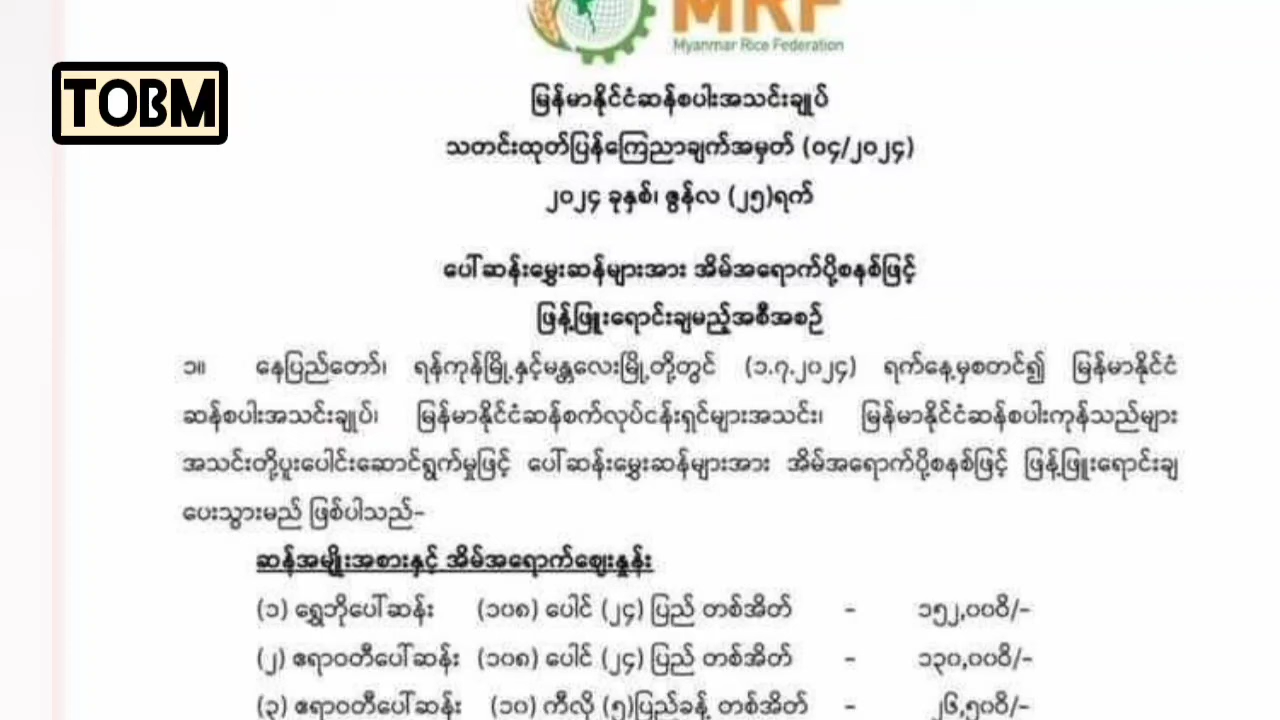 MRF
Myanmar Rice Federation
TOBM
မြန်မာနိုင်ငံဆန်စပါးအသင်းချုပ်
သတင်းထုတ်ပြန်ကြေညာချက်အမှတ် (၀၄/၂၀၂၄)
၂၀၂၄ ခုနှစ်၊ ဇွန်လ (၂၅)ရက်
ပေါ်ဆန်းမွှေးဆန်များအား အိမ်အရောက်ပို့စနစ်ဖြင့်
ဖြန့်ဖြူးရောင်းချမည့်အစီအစဉ်
၁။ နေပြည်တော်၊ ရန်ကုန်မြို့နှင့်မန္တလေးမြို့တို့တွင် (၁.၇.၂၀၂၄) ရက်နေ့မှစတင်၍ မြန်မာနိုင်ငံ
ဆန်စပါးအသင်းချုပ်၊ မြန်မာနိုင်ငံဆန်စက်လုပ်ငန်းရှင်များအသင်း၊ မြန်မာနိုင်ငံဆန်စပါးကုန်သည်များ
အသင်းတို့ပူးပေါင်းဆောင်ရွက်မှုဖြင့် ပေါ်ဆန်းမွှေးဆန်များအား အိမ်အရောက်ပို့စနစ်ဖြင့် ဖြန့်ဖြူးရောင်းချ
ပေးသွားမည် ဖြစ်ပါသည်-
ဆန်အမျိုးအစားနှင့် အိမ်အရောက်ဈေးနှုန်း
(၁) ရွှေဘိုပေါ်ဆန်း (၁၀၈) ပေါင် (၂၄) ပြည် တစ်အိတ် - ၁၅၂,၀၀ဝိ/-
(၂) ဧရာဝတီပေါ်ဆန်း (၁၀၈) ပေါင် (၂၄) ပြည် တစ်အိတ် - ၁၃၀,၀၀ဝိ/-
(၃) ဧရာဝတီပေါ်ဆန်း (၁၀) ကီလို (၅)ပြည်ခန့် တစ်အိတ် - ၂၆,၅၀ဝိ/-